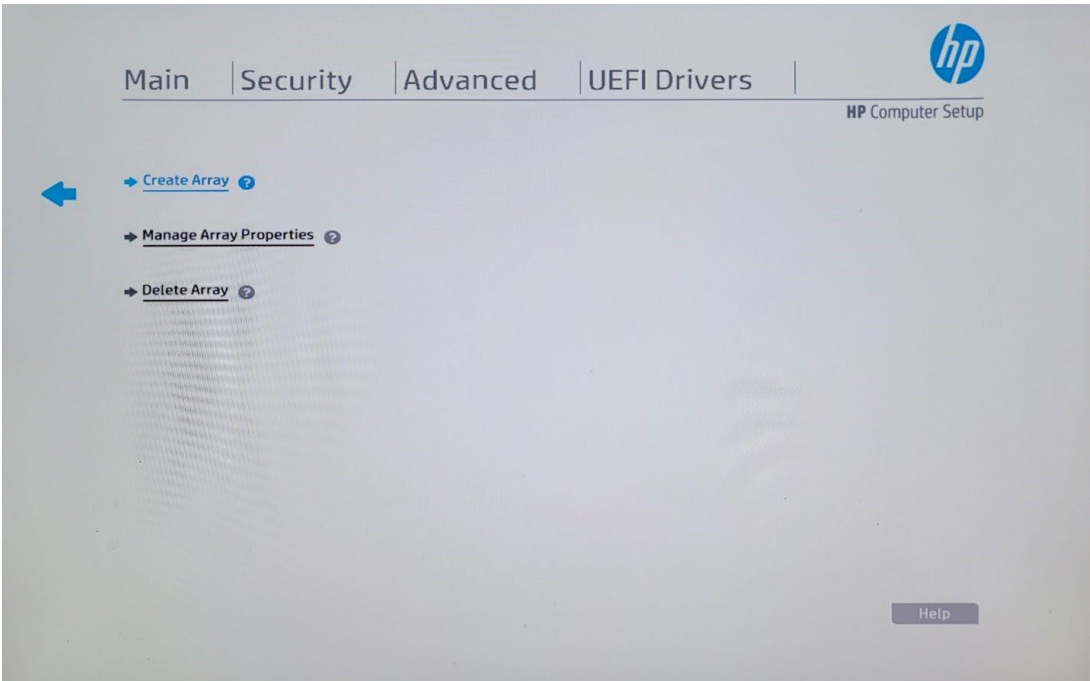 hp
Main Security Advanced UEFI Drivers
HP Computer Setup
Create Array ?
Manage Array Properties ?
Delete Array ?
Help